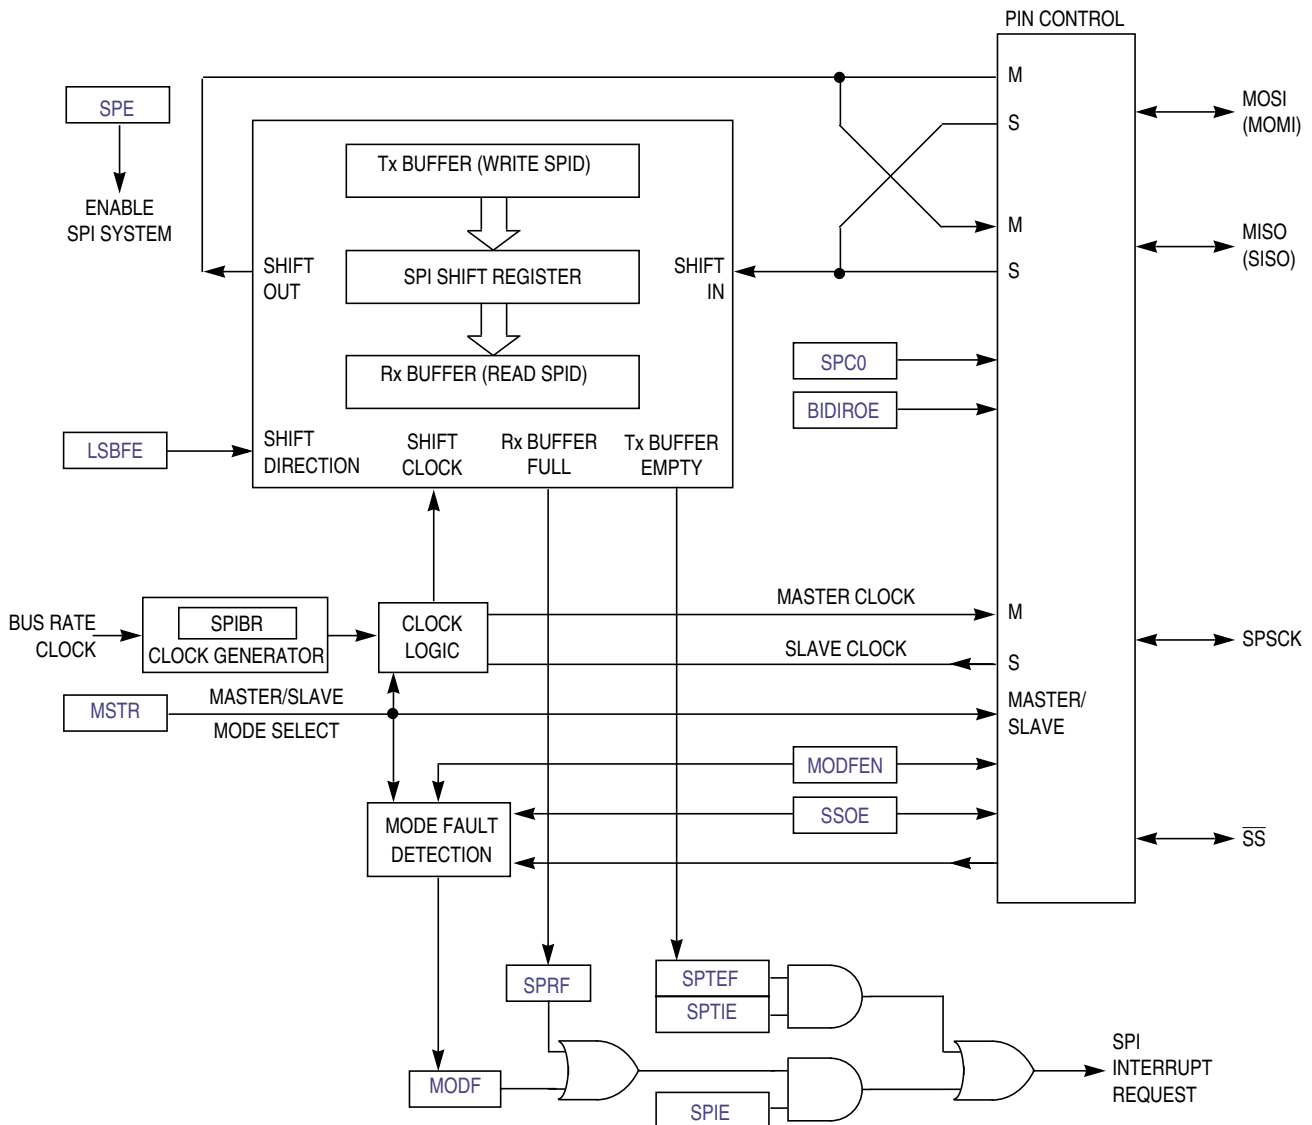 PIN CONTROL
M
MOSI
(MOMI)
S
SPE
ENABLE
SPI SYSTEM
Tx BUFFER (WRITE SPID)
M
MISO
(SISO)
SHIFT
OUT
SPI SHIFT REGISTER
SHIFT
IN
S
Rx BUFFER (READ SPID)
SPC0
BIDIROE
LSBFE
SHIFT
DIRECTION
SHIFT
CLOCK
Rx BUFFER
FULL
Tx BUFFER
EMPTY
BUS RATE
CLOCK
SPIBR
CLOCK GENERATOR
CLOCK
LOGIC
MASTER CLOCK
M
SLAVE CLOCK
S
SPSCK
MSTR
MASTER/SLAVE
MODE SELECT
MASTER/
SLAVE
MODFEN
SSOE
MODE FAULT
DETECTION
SS
SPRF
SPTEF
SPTIE
MODF
SPIE
SPI
INTERRUPT
REQUEST